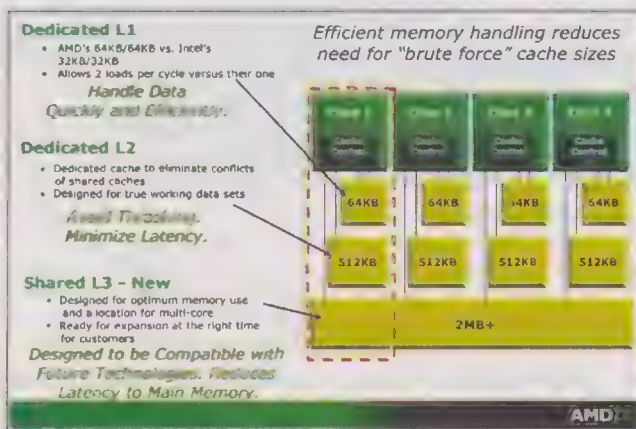 Dedicated L1
• AMD's 64KB/64KB vs. Intel's
32KB/32KB
• Allows 2 loads per cycle versus their one
Handle Data
Quickly and Efficiently.
Dedicated L2
• Dedicated cache to eliminate conflicts
of shared caches
• Designed for true working data sets
Avoid Thrashing.
Minimize Latency.
Shared L3 – New
• Designed for optimum memory use
and allocation for multi-core
• Ready for expansion at the right time
for customers
Designed to be Compatible with
Future Technologies. Reduces
Latency to Main Memory.
Efficient memory handling reduces
need for "brute force" cache sizes
64KB 64KB 64KB 64KB
512KB 512KB 512KB 512KB
2MB+
AMD